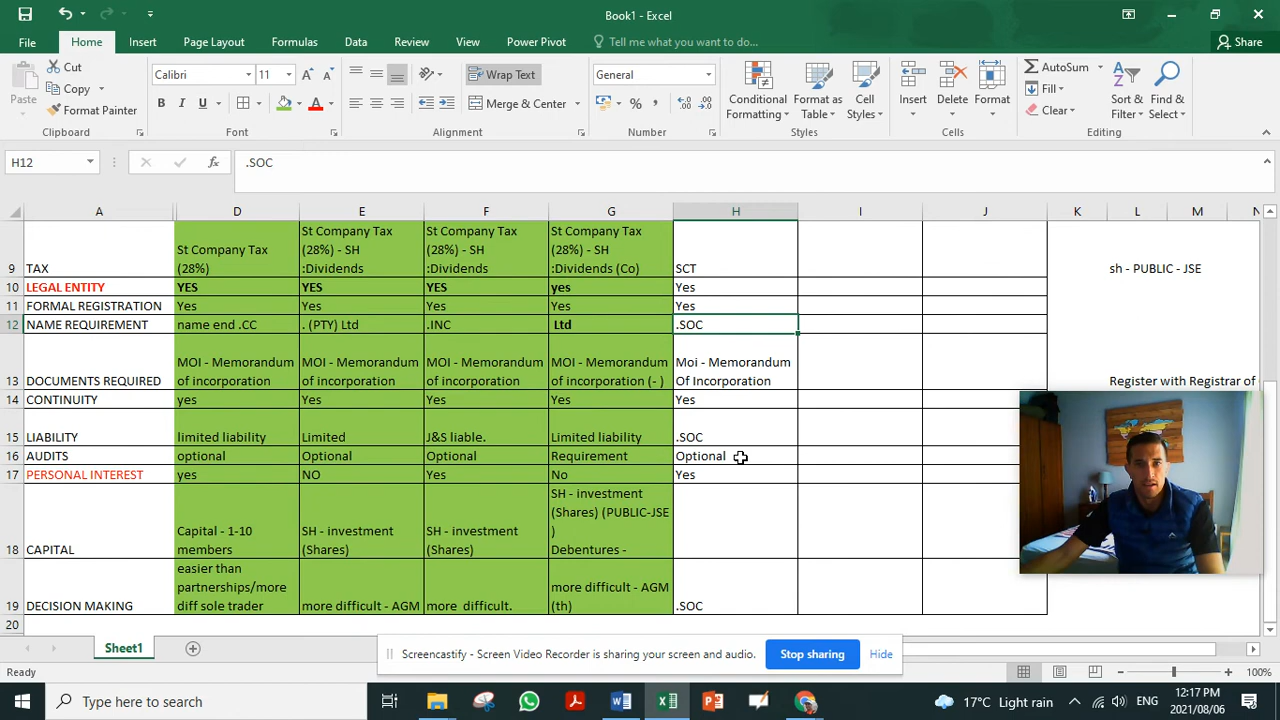 Book1 - Excel
File
Home
Insert
Page Layout
Formulas
Data
Review
View
Power Pivot
Tell me what you want to do...
Share
Paste
Cut
Copy
Format Painter
Clipboard
Calibri
11
B I U
Font
Wrap Text
Merge & Center
Alignment
General
%
Number
Conditional Formatting
Format as Table
Cell Styles
Styles
Insert
Delete
Format
Cells
AutoSum
Fill
Clear
Sort & Filter
Find & Select
Editing
H12
fx
.SOC
A D E F G H I J K L M N
9
TAX
St Company Tax
(28%)
St Company Tax
(28%) - SH
:Dividends
St Company Tax
(28%) - SH
:Dividends
St Company Tax
(28%) - SH
:Dividends (Co)
SCT
sh - PUBLIC - JSE
10 LEGAL ENTITY YES YES YES yes Yes
11 FORMAL REGISTRATION Yes Yes Yes Yes Yes
12 NAME REQUIREMENT name end .CC . (PTY) Ltd .INC Ltd .SOC
13 DOCUMENTS REQUIRED
MOI - Memorandum
of incorporation
MOI - Memorandum
of incorporation
MOI - Memorandum
of incorporation
MOI - Memorandum
of incorporation (- )
Moi - Memorandum
Of Incorporation
Register with Registrar of
14 CONTINUITY yes Yes Yes Yes Yes
15 LIABILITY limited liability Limited J&S liable. Limited liability .SOC
16 AUDITS optional Optional Optional Requirement Optional
17 PERSONAL INTEREST yes NO Yes No Yes
18 CAPITAL
Capital - 1-10
members
SH - investment
(Shares)
SH - investment
(Shares)
SH - investment
(Shares) (PUBLIC-JSE
)
Debentures -
19 DECISION MAKING
easier than
partnerships/more
diff sole trader
more difficult - AGM
more difficult.
more difficult - AGM
(th)
.SOC
20
Sheet1
Screencastify - Screen Video Recorder is sharing your screen and audio.
Stop sharing
Hide
Ready
100%
Type here to search
17°C Light rain
ENG
12:17 PM
2021/08/06